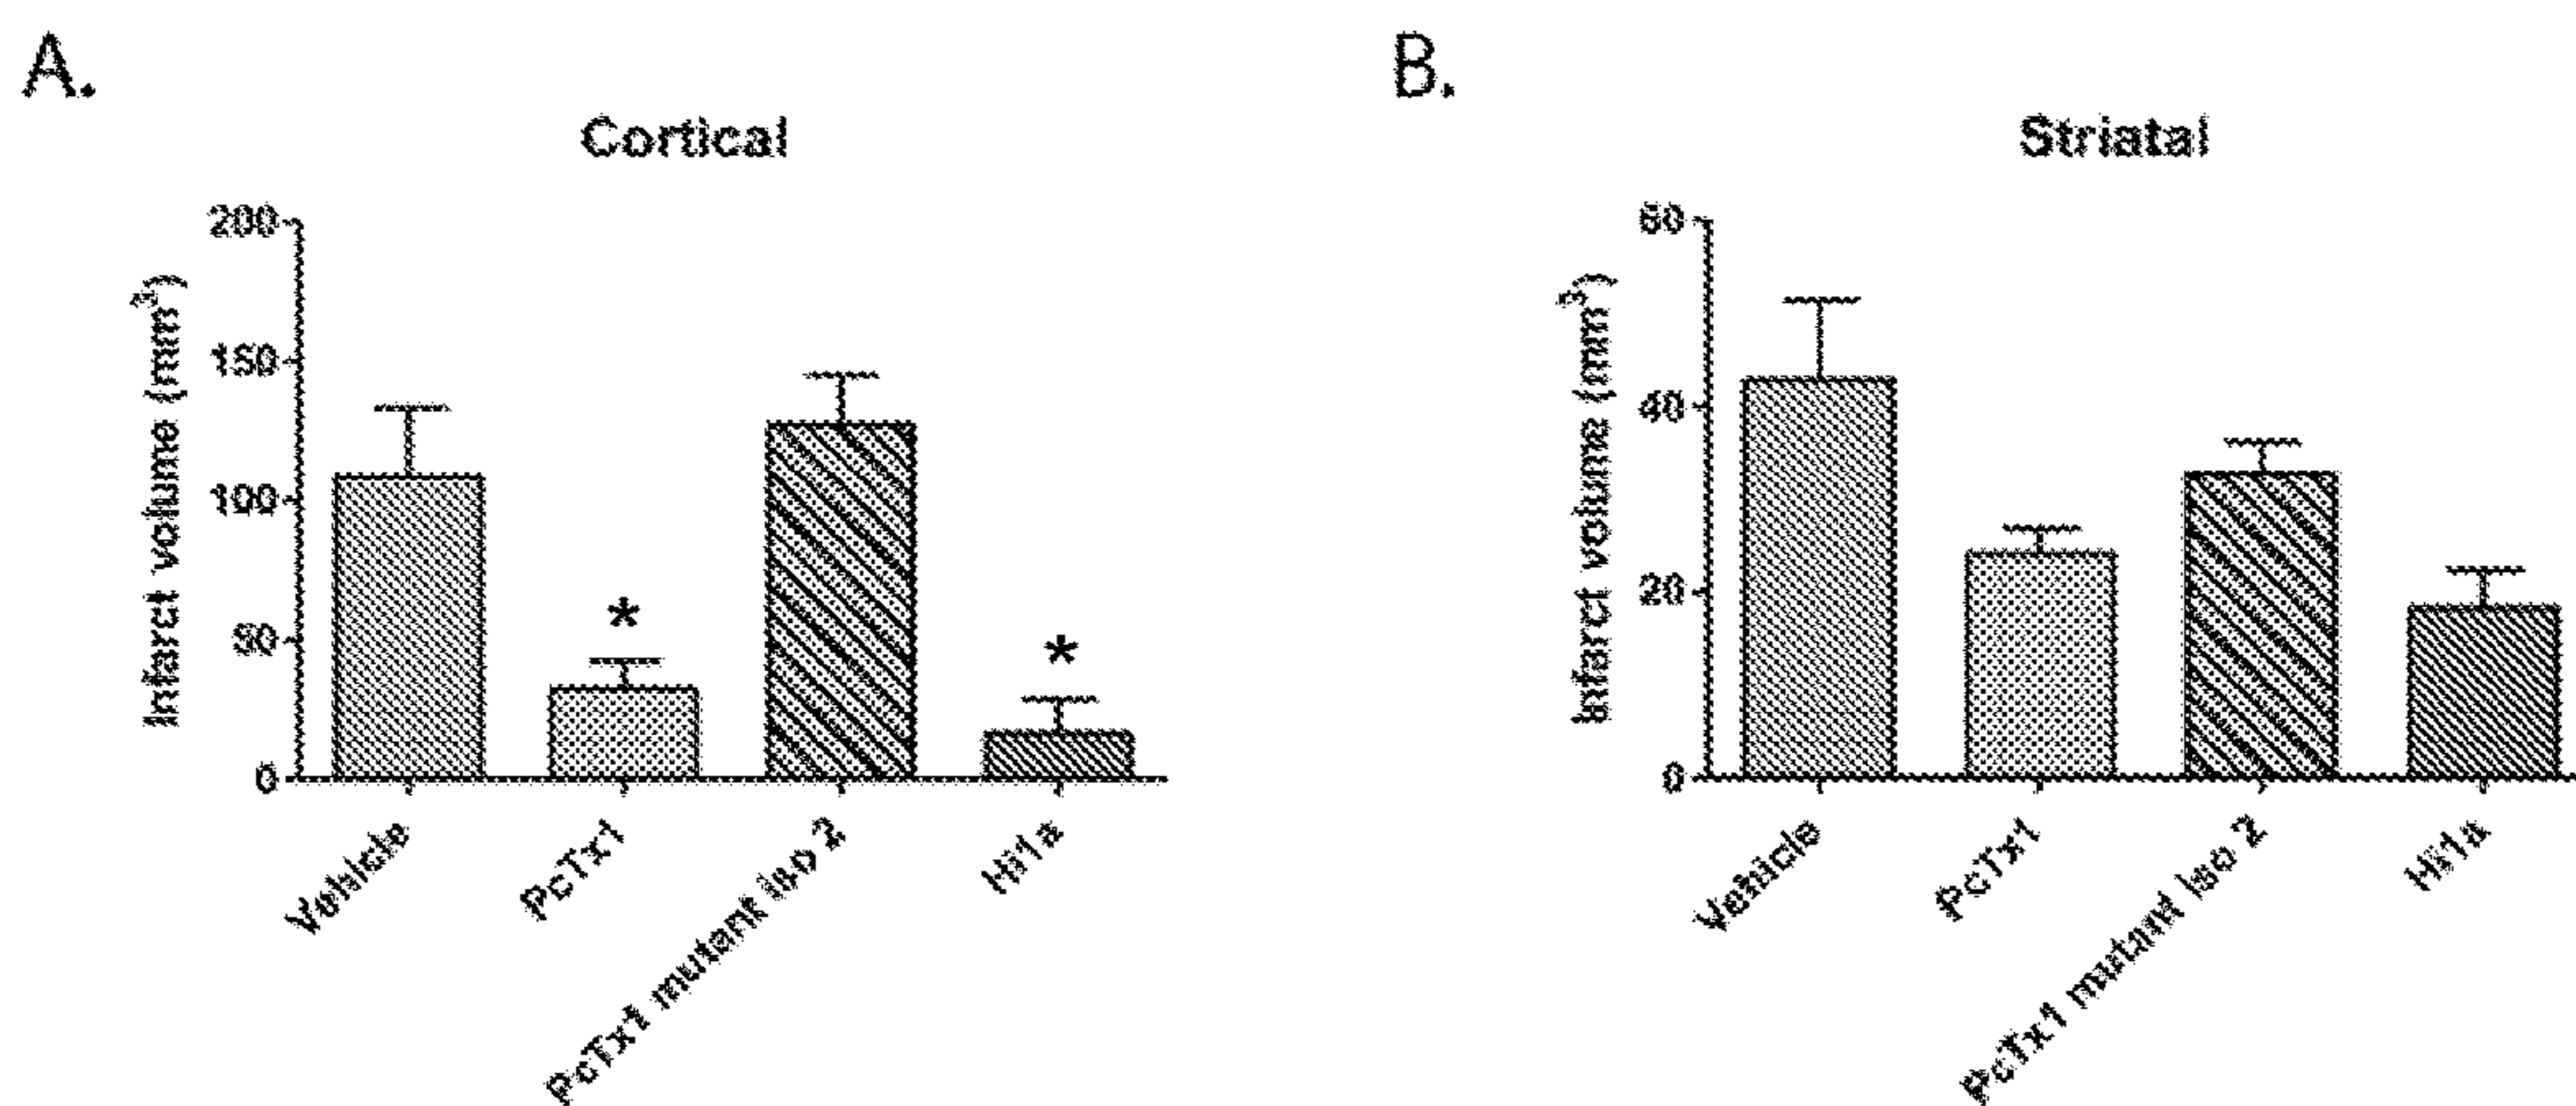 A.
Cortical
Infarct volume (mm³)
200
150
100
50
0
*
*
Vehicle
PcTx1
PcTx1 mutant iso 2
Hi1a
B.
Striatal
Infarct volume (mm³)
60
40
20
0
Vehicle
PcTx1
PcTx1 mutant iso 2
Hi1a